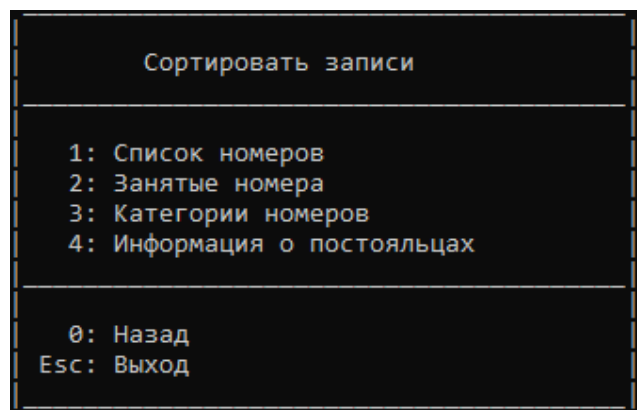 Сортировать записи
1: Список номеров
2: Занятые номера
3: Категории номеров
4: Информация о постояльцах
0: Назад
Esc: Выход